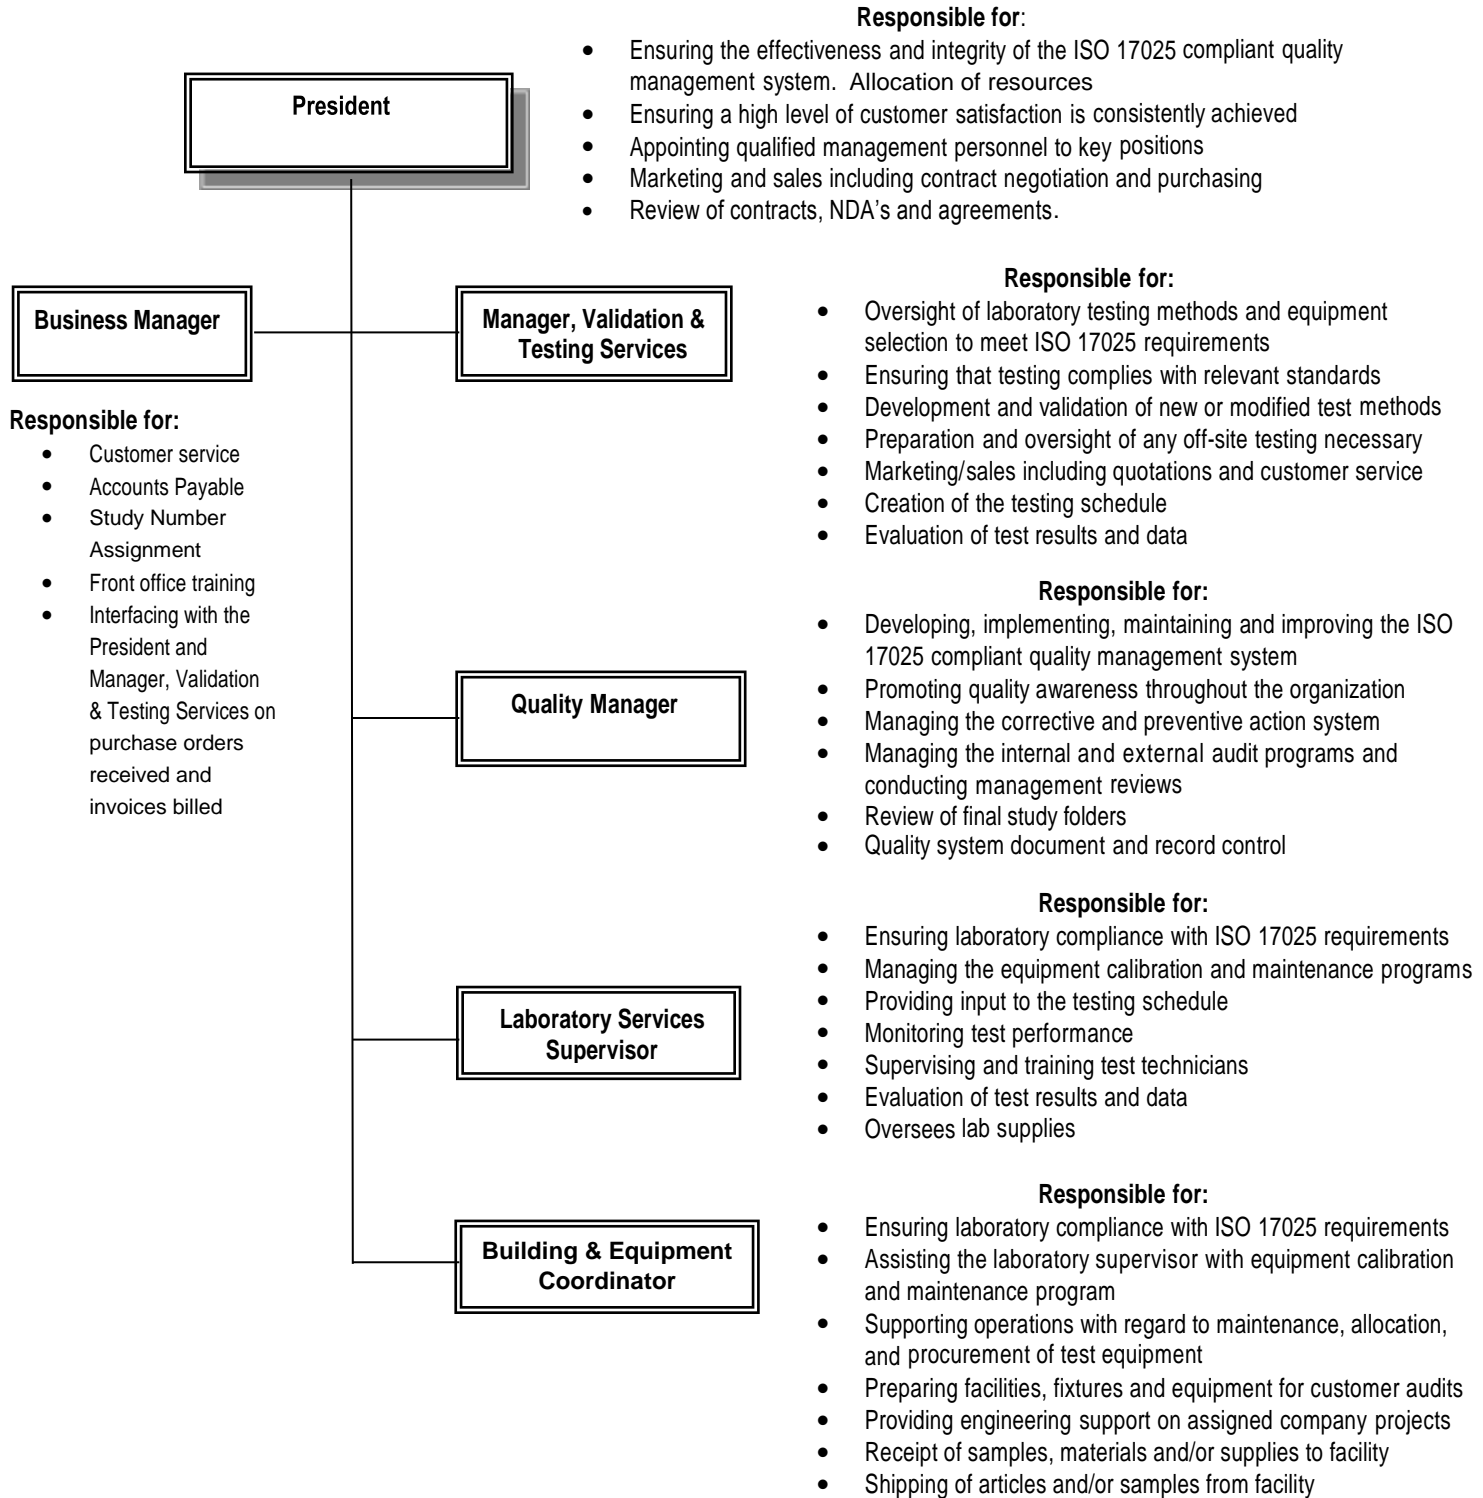 Responsible for:
• Ensuring the effectiveness and integrity of the ISO 17025 compliant quality
management system. Allocation of resources
• Ensuring a high level of customer satisfaction is consistently achieved
• Appointing qualified management personnel to key positions
• Marketing and sales including contract negotiation and purchasing
• Review of contracts, NDA's and agreements.
President
Business Manager
Responsible for:
• Customer service
• Accounts Payable
• Study Number
Assignment
• Front office training
• Interfacing with the
President and
Manager, Validation
& Testing Services on
purchase orders
received and
invoices billed
Manager, Validation &
Testing Services
Responsible for:
• Oversight of laboratory testing methods and equipment
selection to meet ISO 17025 requirements
• Ensuring that testing complies with relevant standards
• Development and validation of new or modified test methods
• Preparation and oversight of any off-site testing necessary
• Marketing/sales including quotations and customer service
• Creation of the testing schedule
• Evaluation of test results and data
Quality Manager
Responsible for:
• Developing, implementing, maintaining and improving the ISO
17025 compliant quality management system
• Promoting quality awareness throughout the organization
• Managing the corrective and preventive action system
• Managing the internal and external audit programs and
conducting management reviews
• Review of final study folders
• Quality system document and record control
Laboratory Services
Supervisor
Responsible for:
• Ensuring laboratory compliance with ISO 17025 requirements
• Managing the equipment calibration and maintenance programs
• Providing input to the testing schedule
• Monitoring test performance
• Supervising and training test technicians
• Evaluation of test results and data
• Oversees lab supplies
Building & Equipment
Coordinator
Responsible for:
• Ensuring laboratory compliance with ISO 17025 requirements
• Assisting the laboratory supervisor with equipment calibration
and maintenance program
• Supporting operations with regard to maintenance, allocation,
and procurement of test equipment
• Preparing facilities, fixtures and equipment for customer audits
• Providing engineering support on assigned company projects
• Receipt of samples, materials and/or supplies to facility
• Shipping of articles and/or samples from facility